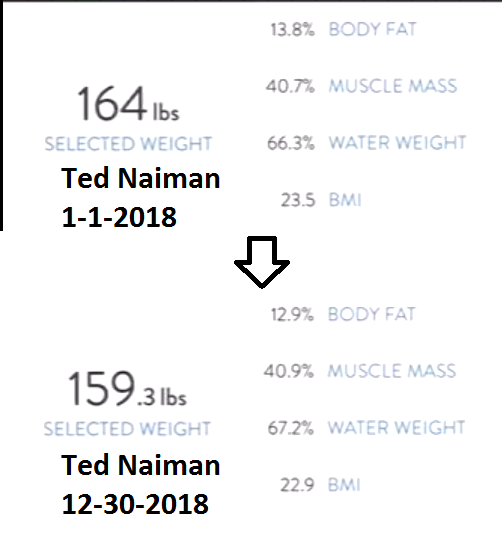 13.8% BODY FAT
164 lbs
40.7% MUSCLE MASS
SELECTED WEIGHT
66.3% WATER WEIGHT
Ted Naiman
23.5 BMI
1-1-2018
12.9% BODY FAT
159.3 lbs
40.9% MUSCLE MASS
SELECTED WEIGHT
67.2% WATER WEIGHT
Ted Naiman
22.9 BMI
12-30-2018